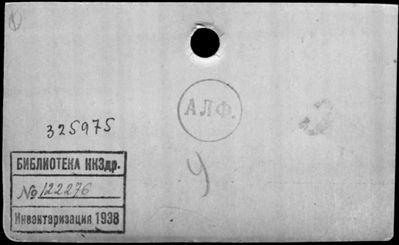 АЛФ.
325975
У
БИБЛИОТЕКА НКЗдр.
№ 122276
Инвентаризация 1938